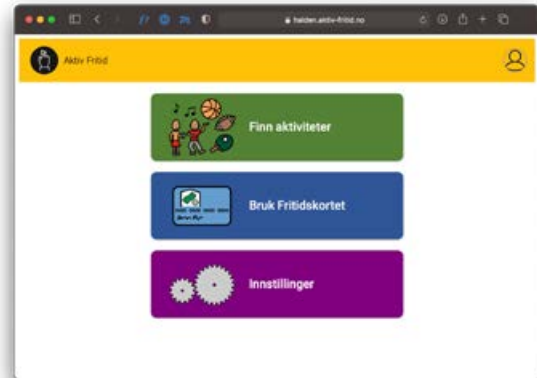 halden.aktiv-fritid.no
Aktiv Fritid
Finn aktiviteter
Bruk Fritidskortet
Innstillinger